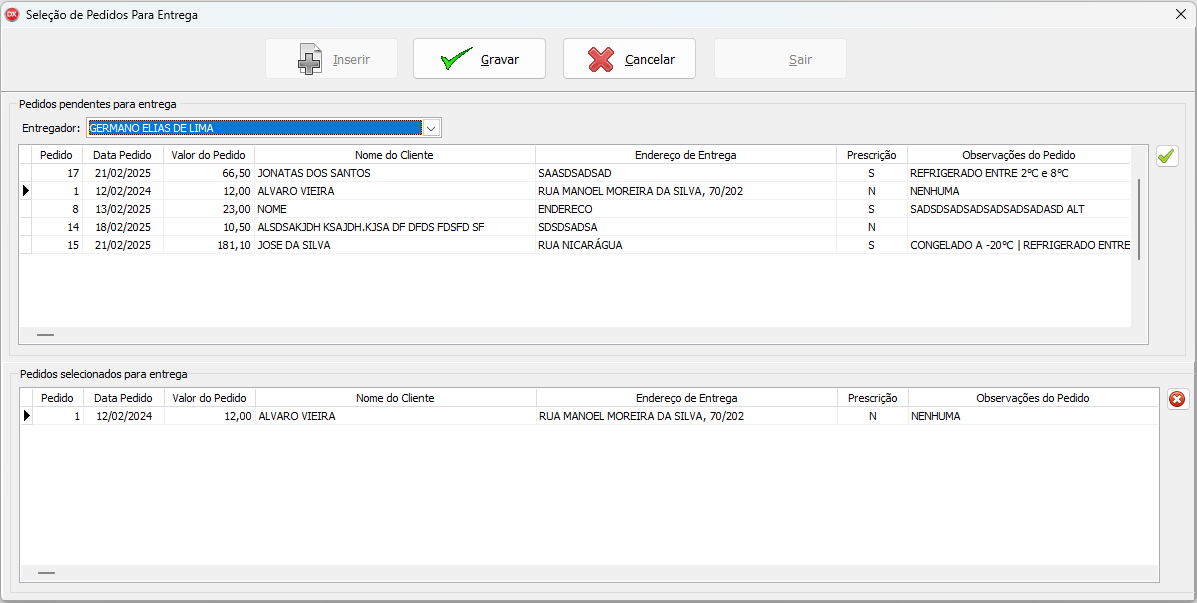 Seleção de Pedidos Para Entrega
Inserir Gravar Cancelar Sair
Pedidos pendentes para entrega
Entregador: GERMANO ELIAS DE LIMA
Pedido Data Pedido Valor do Pedido Nome do Cliente Endereço de Entrega Prescrição Observações do Pedido
17 21/02/2025 66,50 JONATAS DOS SANTOS SAASDSADSAD S REFRIGERADO ENTRE 2°C e 8°C
1 12/02/2024 12,00 ALVARO VIEIRA RUA MANOEL MOREIRA DA SILVA, 70/202 N NENHUMA
8 13/02/2025 23,00 NOME ENDERECO S SADSDSADSADSADSADSADASD ALT
14 18/02/2025 10,50 ALSDSAKJDH KSAJDH.KJSA DF DFDS FDSFD SF SDSDSADSA N
15 21/02/2025 181,10 JOSE DA SILVA RUA NICARÁGUA S CONGELADO A -20°C | REFRIGERADO ENTRE
Pedidos selecionados para entrega
Pedido Data Pedido Valor do Pedido Nome do Cliente Endereço de Entrega Prescrição Observações do Pedido
1 12/02/2024 12,00 ALVARO VIEIRA RUA MANOEL MOREIRA DA SILVA, 70/202 N NENHUMA